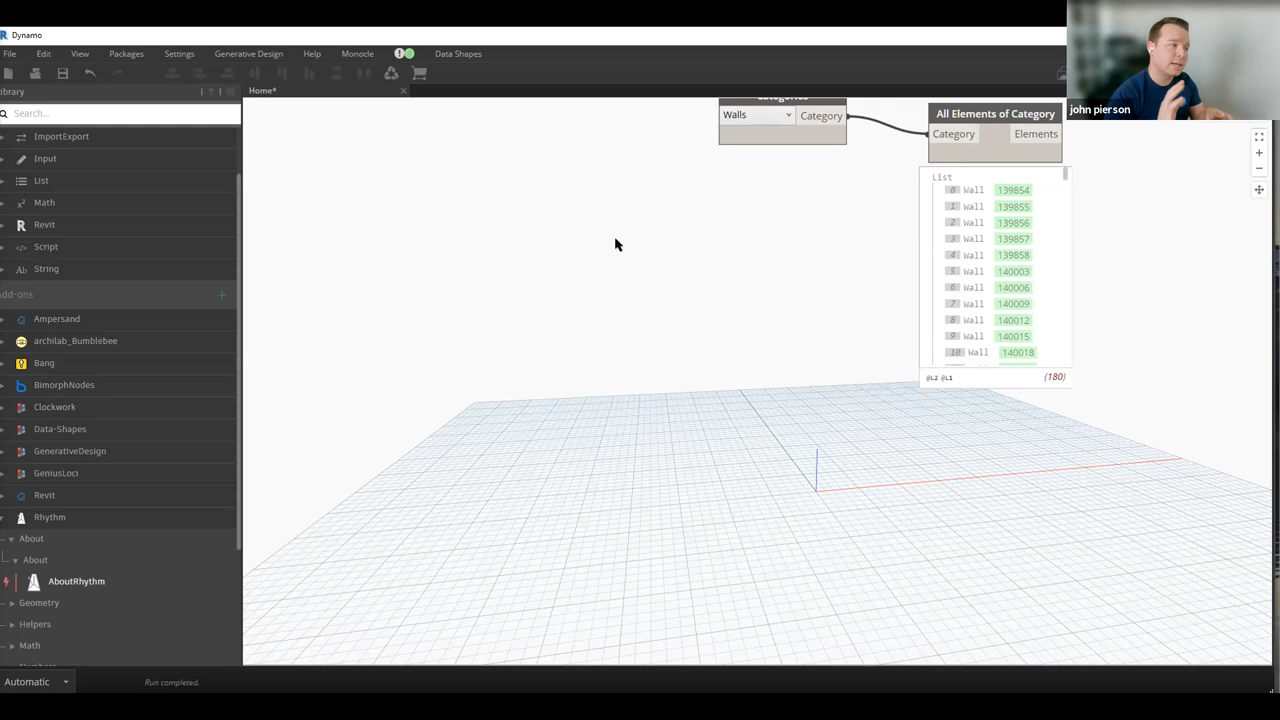 Dynamo
File Edit View Packages Settings Generative Design Help Monocle Data Shapes
john pierson
Library
Home*
Search...
ImportExport
Input
List
Math
Revit
Script
String
Add-ons
Ampersand
archilab_Bumblebee
Bang
BimorphNodes
Clockwork
Data-Shapes
GenerativeDesign
GeniusLoci
Revit
Rhythm
About
About
AboutRhythm
Geometry
Helpers
Math
Walls
Category
All Elements of Category
Category Elements
List
0 Wall 139854
1 Wall 139855
2 Wall 139856
3 Wall 139857
4 Wall 139858
5 Wall 140003
6 Wall 140006
7 Wall 140009
8 Wall 140012
9 Wall 140015
10 Wall 140018
@L2 @L1 {180}
Automatic
Run completed.